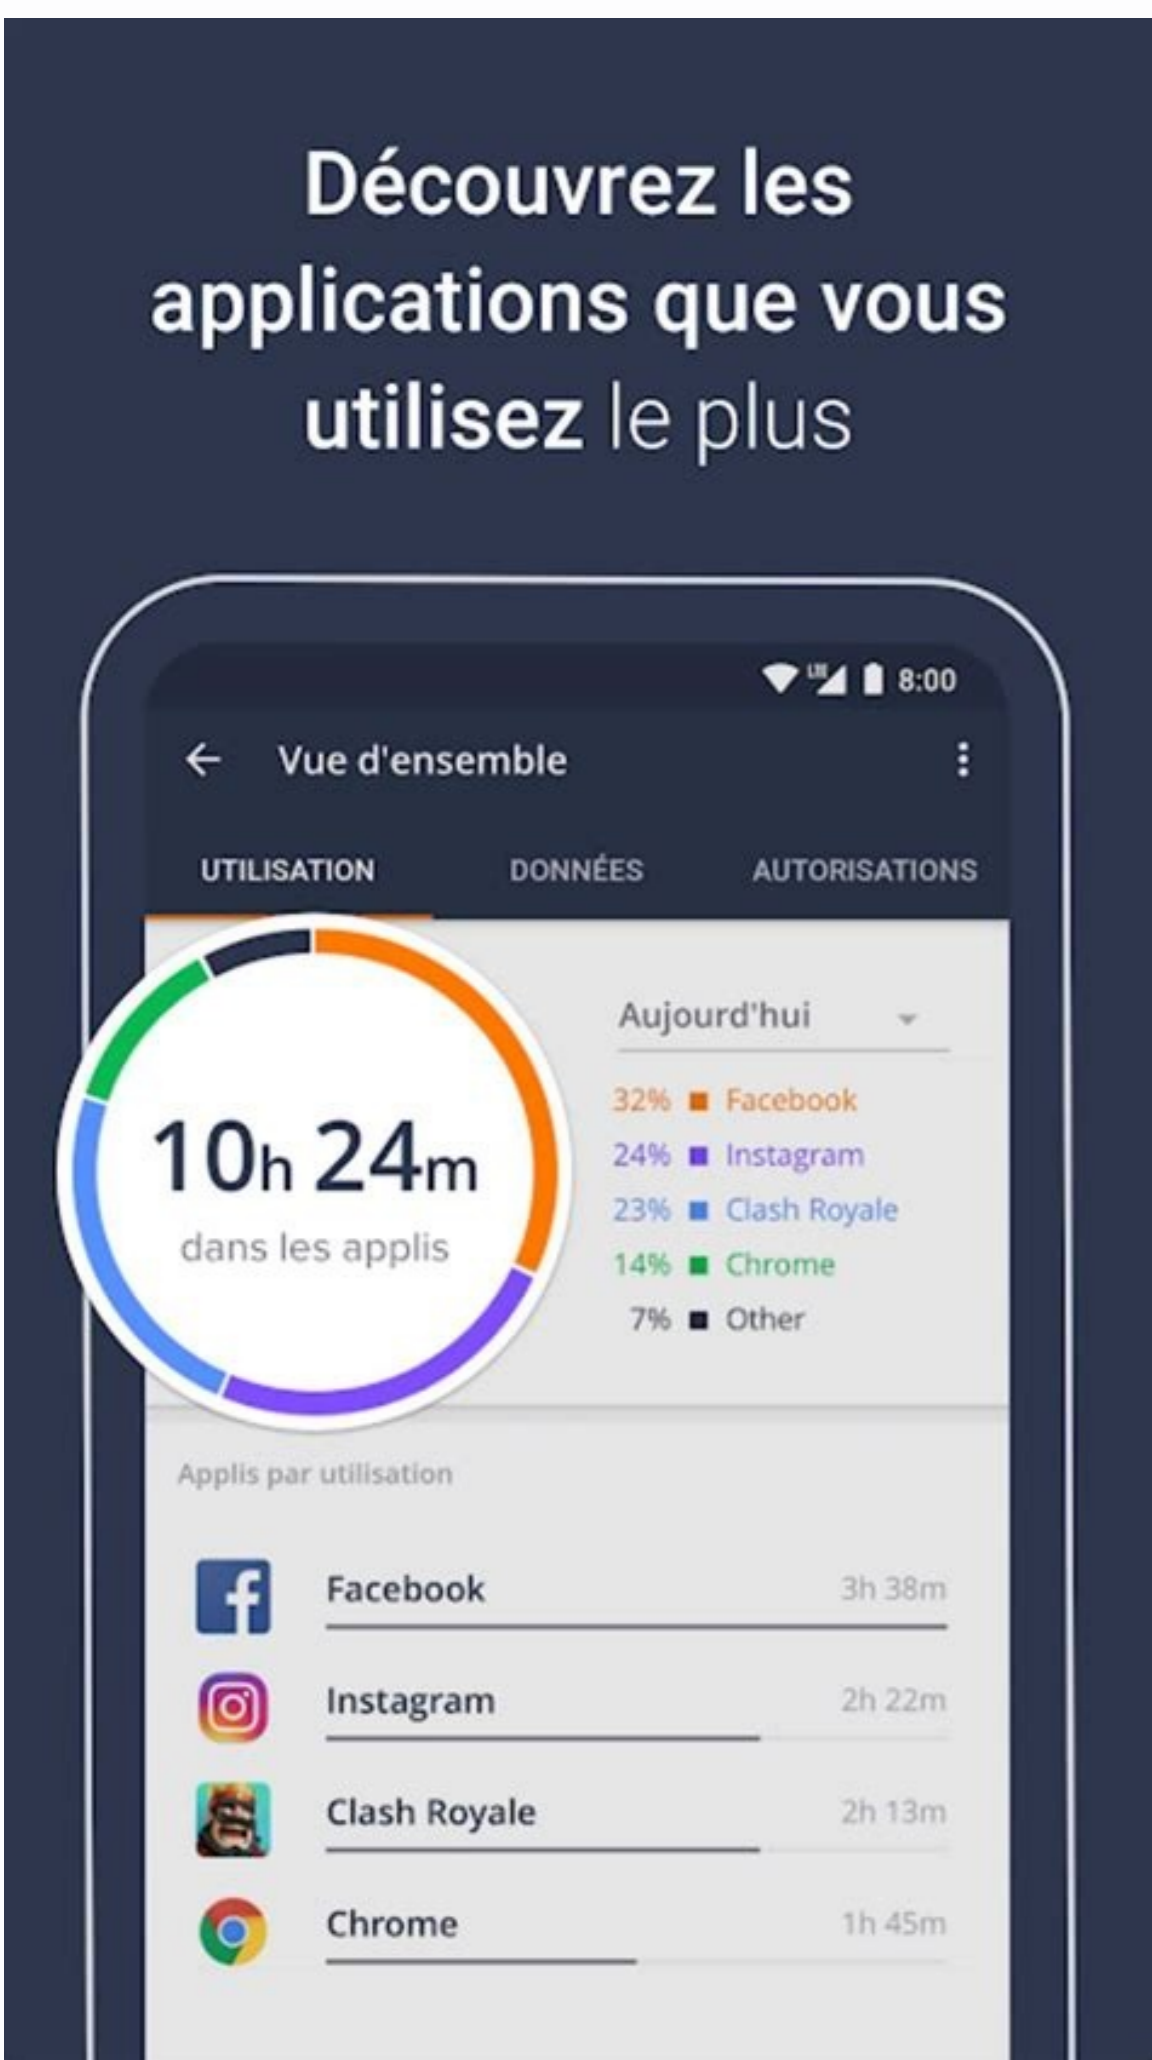 Découvrez les
applications que vous
utilisez le plus
LTE 8:00
Vue d'ensemble
UTILISATION DONNÉES AUTORISATIONS
10h 24m
dans les applis
Aujourd'hui
32% Facebook
24% Instagram
23% Clash Royale
14% Chrome
7% Other
Applis par utilisation
Facebook 3h 38m
Instagram 2h 22m
Clash Royale 2h 13m
Chrome 1h 45m